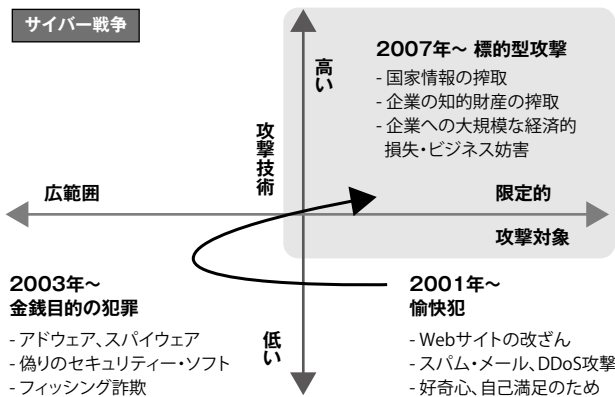 サイバー戦争
高い
攻撃技術
2007年～ 標的型攻撃
- 国家情報の搾取
- 企業の知的財産の搾取
- 企業への大規模な経済的
損失・ビジネス妨害
広範囲
限定的
攻撃対象
2003年～
金銭目的の犯罪
- アドウェア、スパイウェア
- 偽りのセキュリティー・ソフト
- フィッシング詐欺
低い
2001年～
愉快犯
- Webサイトの改ざん
- スパム・メール、DDoS攻撃
- 好奇心、自己満足のため